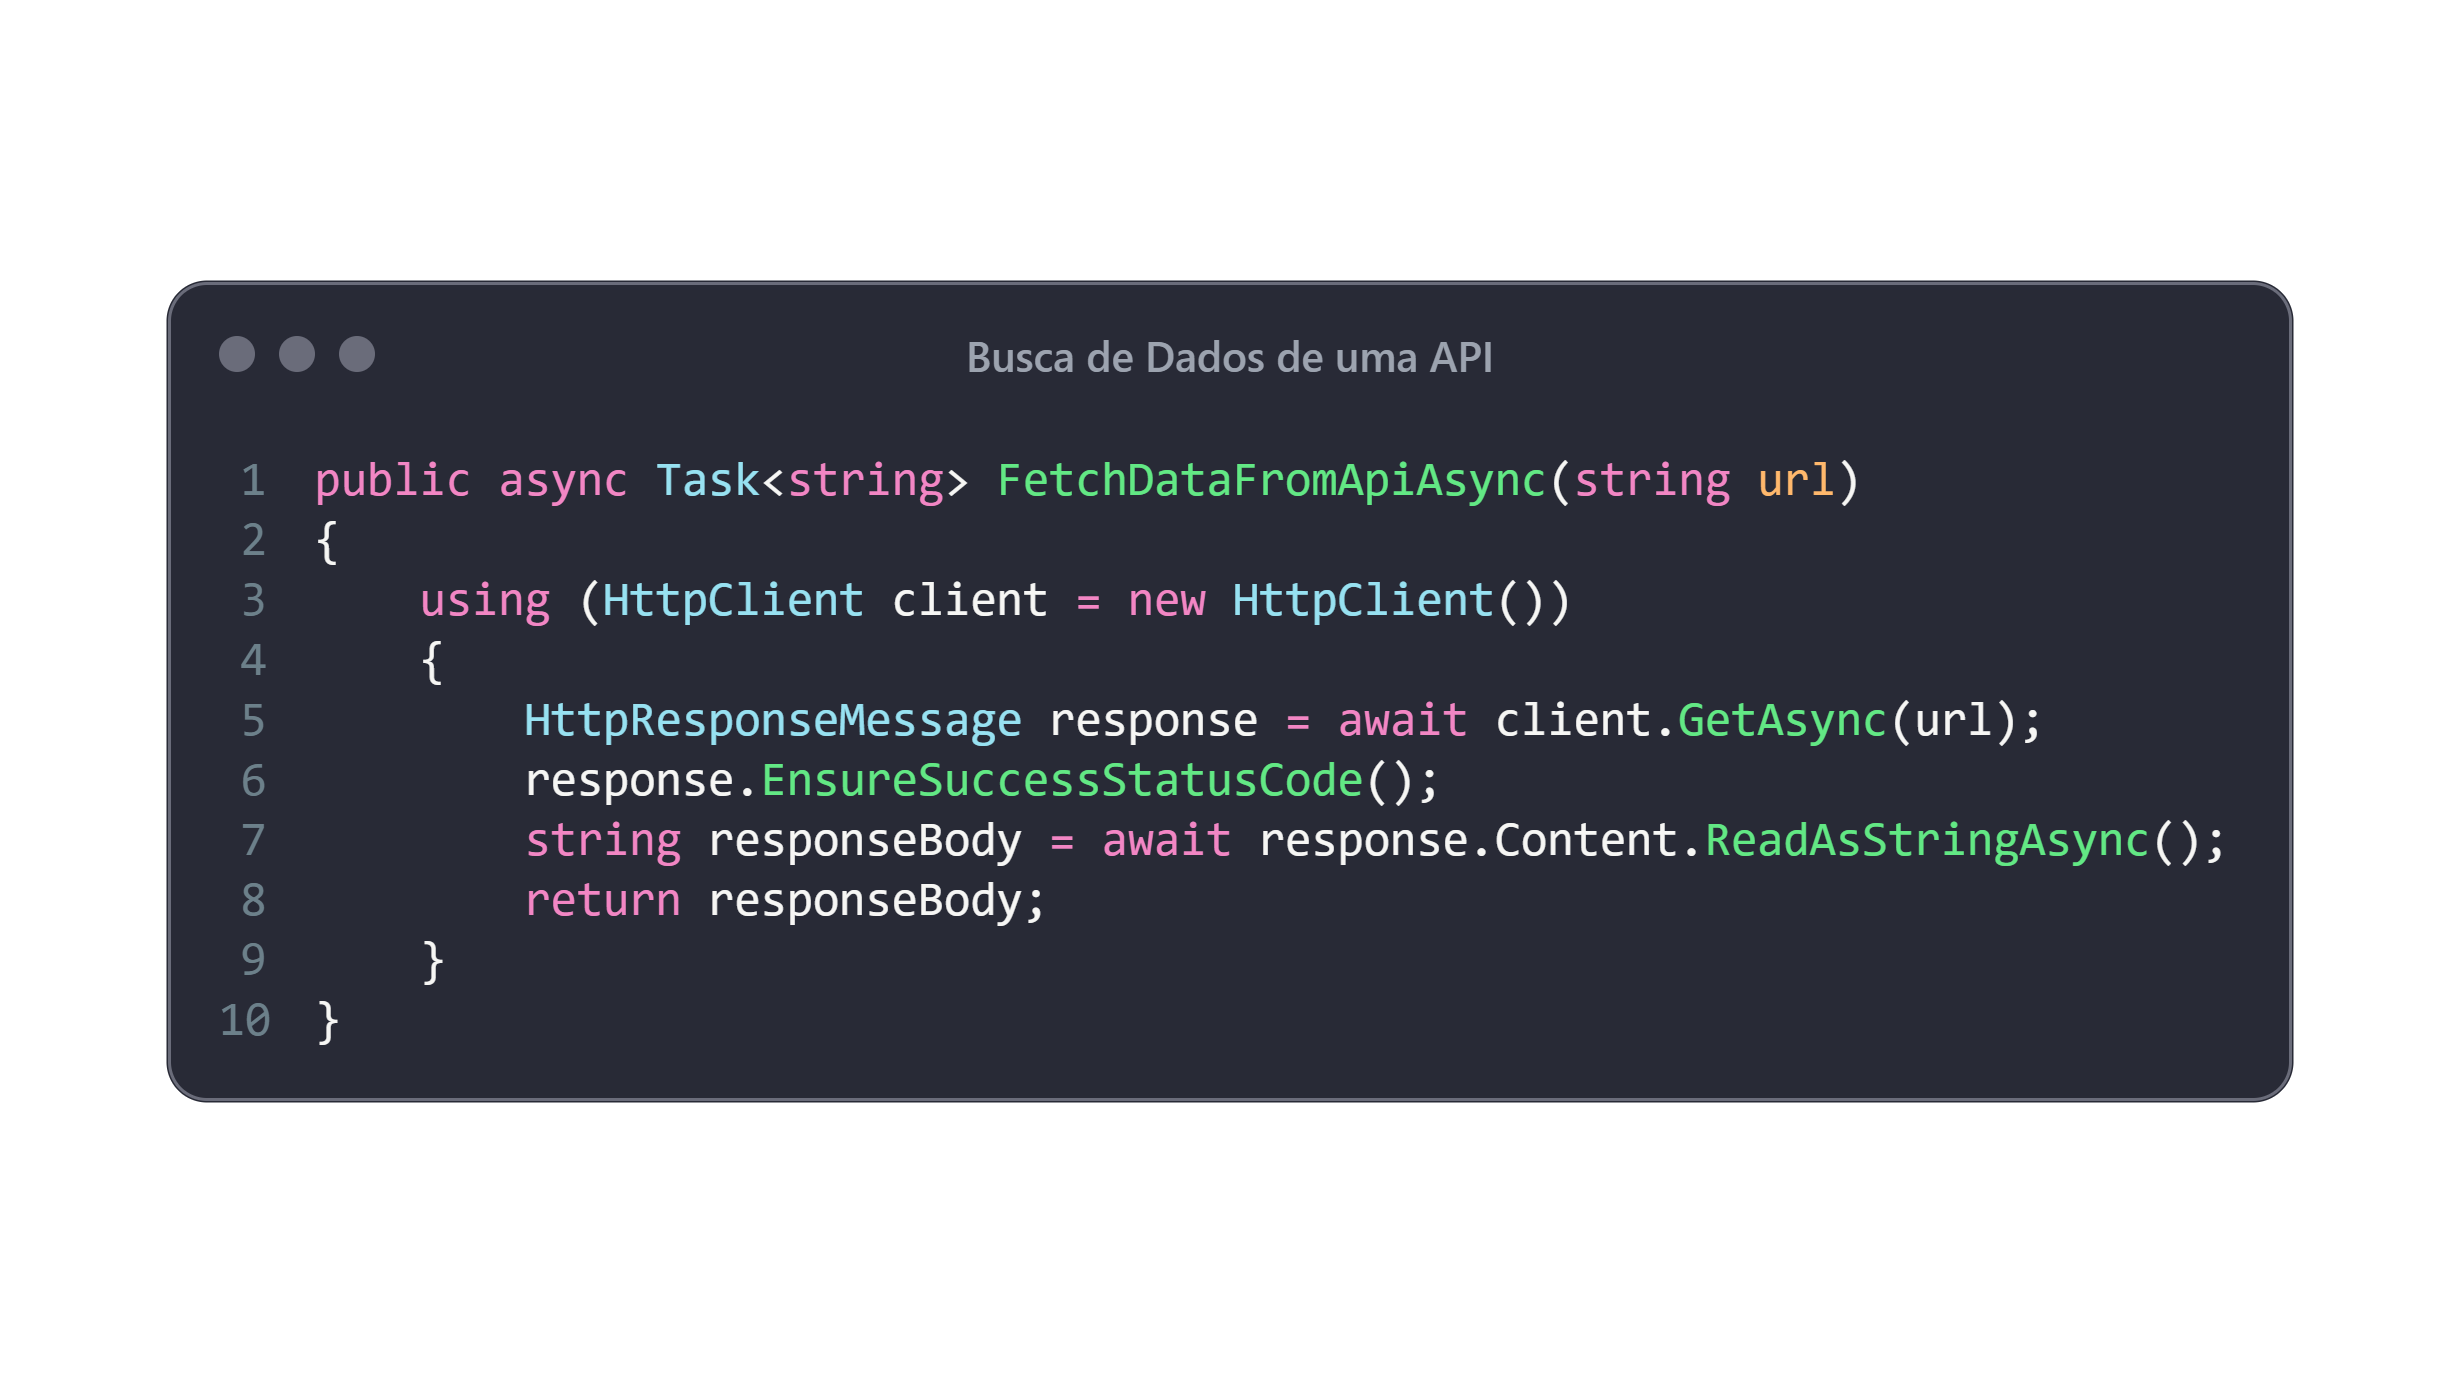 Busca de Dados de uma API
1 public async Task<string> FetchDataFromApiAsync(string url)
2 {
3     using (HttpClient client = new HttpClient())
4     {
5         HttpResponseMessage response = await client.GetAsync(url);
6         response.EnsureSuccessStatusCode();
7         string responseBody = await response.Content.ReadAsStringAsync();
8         return responseBody;
9     }
10 }